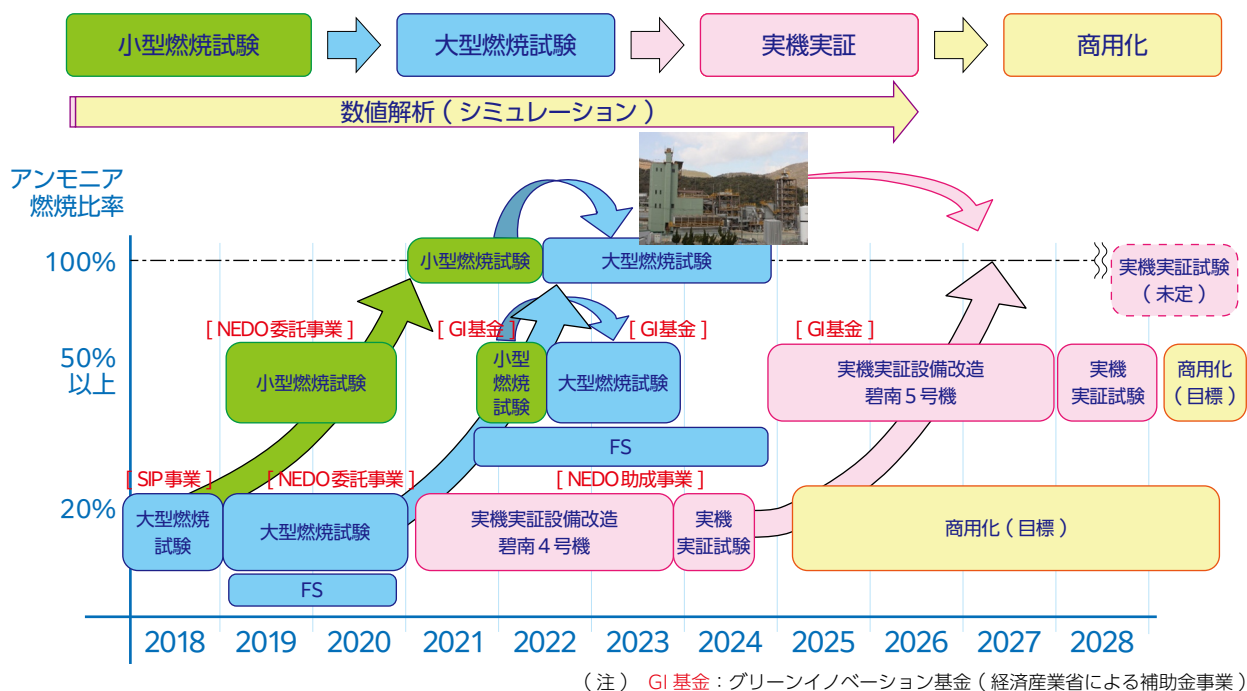 小型燃焼試験
大型燃焼試験
実機実証
商用化
数値解析(シミュレーション)
アンモニア
燃焼比率
100%
小型燃焼試験
大型燃焼試験
実機実証試験
(未定)
[ NEDO委託事業 ]
[ GI基金 ]
[ GI基金 ]
[ GI基金 ]
50%
以上
小型燃焼試験
小型
燃焼
試験
大型燃焼試験
実機実証設備改造
碧南5号機
実機
実証試験
商用化
(目標)
FS
[ SIP事業 ]
[ NEDO委託事業 ]
[ NEDO助成事業 ]
20%
大型燃焼
試験
大型燃焼試験
実機実証設備改造
碧南4号機
実機
実証試験
商用化(目標)
FS
2018
2019
2020
2021
2022
2023
2024
2025
2026
2027
2028
(注) GI基金:グリーンイノベーション基金(経済産業省による補助金事業)